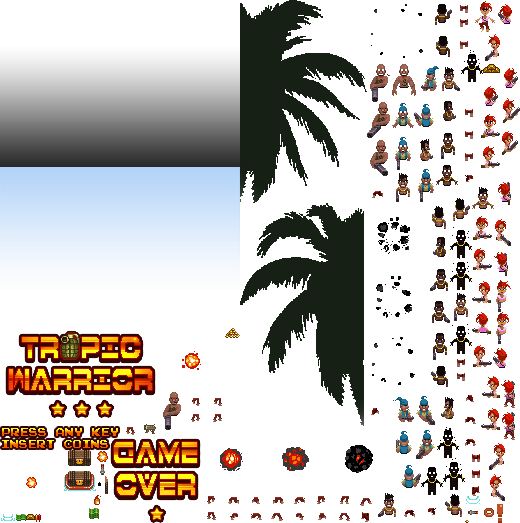 TROPIC
WARRIOR
PRESS ANY KEY
INSERT COINS
GAME
OVER